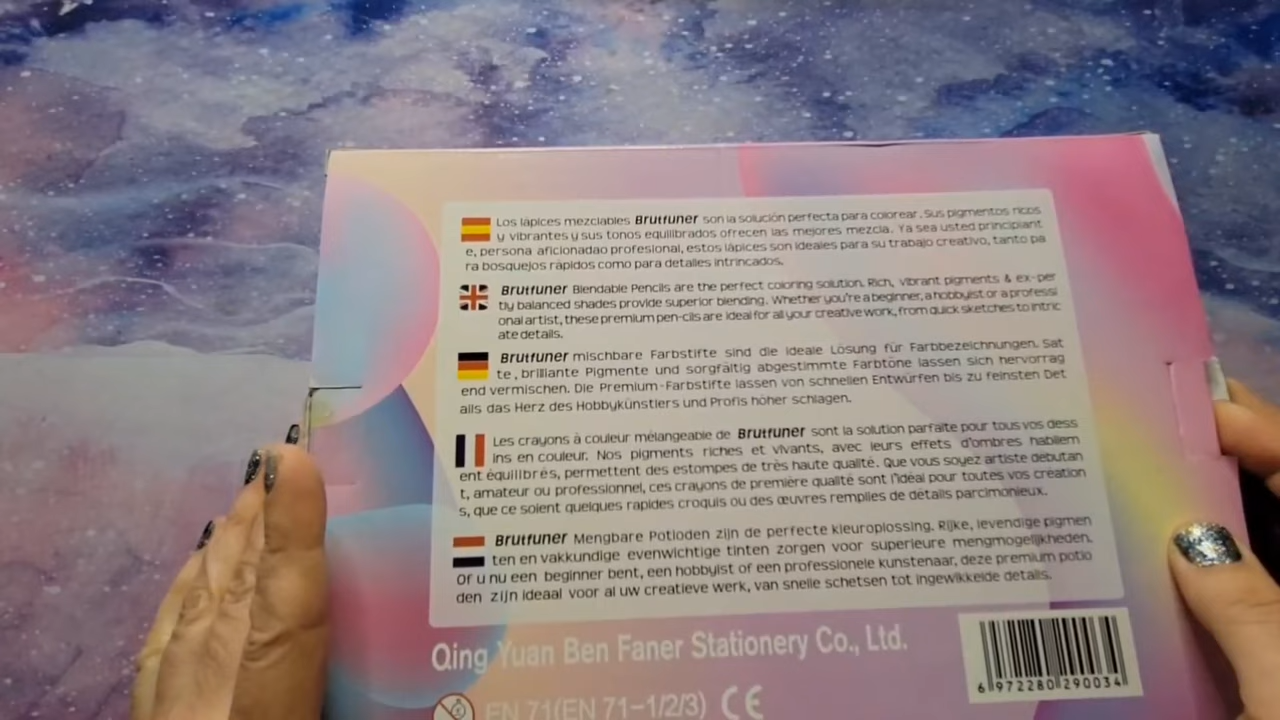 Los lápices mezclables Brutfuner son la solución perfecta para colorear. Sus pigmentos ricos
y vibrantes y sus tonos equilibrados ofrecen las mejores mezcla. Ya sea usted principiant
e, persona aficionadao profesional, estos lápices son ideales para su trabajo creativo, tanto pa
ra bosquejos rápidos como para detalles intrincados.
Brutfuner Blendable Pencils are the perfect coloring solution. Rich, vibrant pigments & ex-per
tly balanced shades provide superior blending. Whether you're a beginner, a hobbyist or a professi
onal artist, these premium pen-cils are ideal for all your creative work, from quick sketches to intric
ate details.
Brutfuner mischbare Farbstifte sind die ideale Lösung für Farbbezeichnungen. Sat
te, brillante Pigmente und sorgfältig abgestimmte Farbtöne lassen sich hervorrag
end vermischen. Die Premium-Farbstifte lassen von schnellen Entwürfen bis zu feinsten Det
ails das Herz des Hobbykünstlers und Profis höher schlagen.
Les crayons à couleur mélangeable de Brutfuner sont la solution parfaite pour tous vos dess
ins en couleur. Nos pigments riches et vivants, avec leurs effets d'ombres habilem
ent équilibrés, permettent des estompes de très haute qualité. Que vous soyez artiste débutan
t, amateur ou professionnel, ces crayons de première qualité sont l'idéal pour toutes vos création
s, que ce soient quelques rapides croquis ou des œuvres remplies de détails parcimonieux.
Brutfuner Mengbare Potloden zijn de perfecte kleuroplossing. Rijke, levendige pigmen
ten en vakkundige evenwichtige tinten zorgen voor superieure mengmogelijkheden.
Of u nu een beginner bent, een hobbyist of een professionele kunstenaar, deze premium potlo
den zijn ideaal voor al uw creatieve werk, van snelle schetsen tot ingewikkelde details.
Qing Yuan Ben Faner Stationery Co., Ltd.
EN 71(EN 71-1/2/3) CE
6 972280 290034